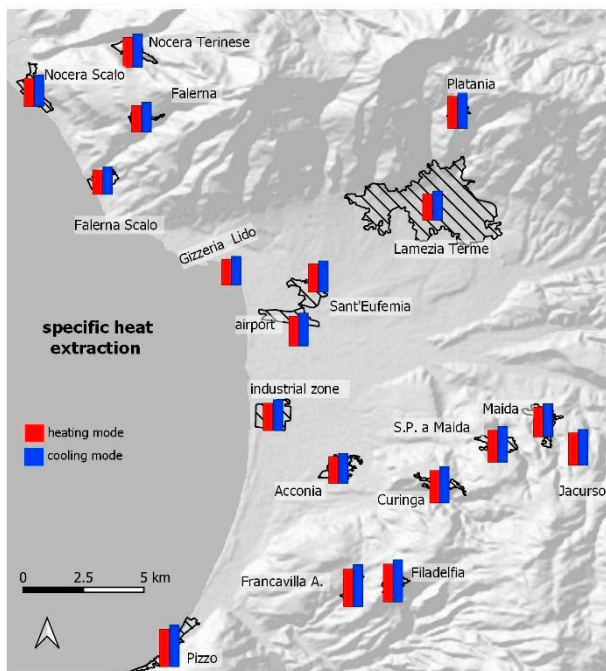 Nocera Terinese
Nocera Scalo
Falerna
Platania
Falerna Scalo
Lamezia Terme
Gizzeria Lido
Sant'Eufemia
airport
specific heat
extraction
industrial zone
heating mode
cooling mode
Maida
S.P. a Maida
Jacurso
Acconia
Curinga
0 2.5 5 km
Francavilla A.
Filadelfia
Pizzo